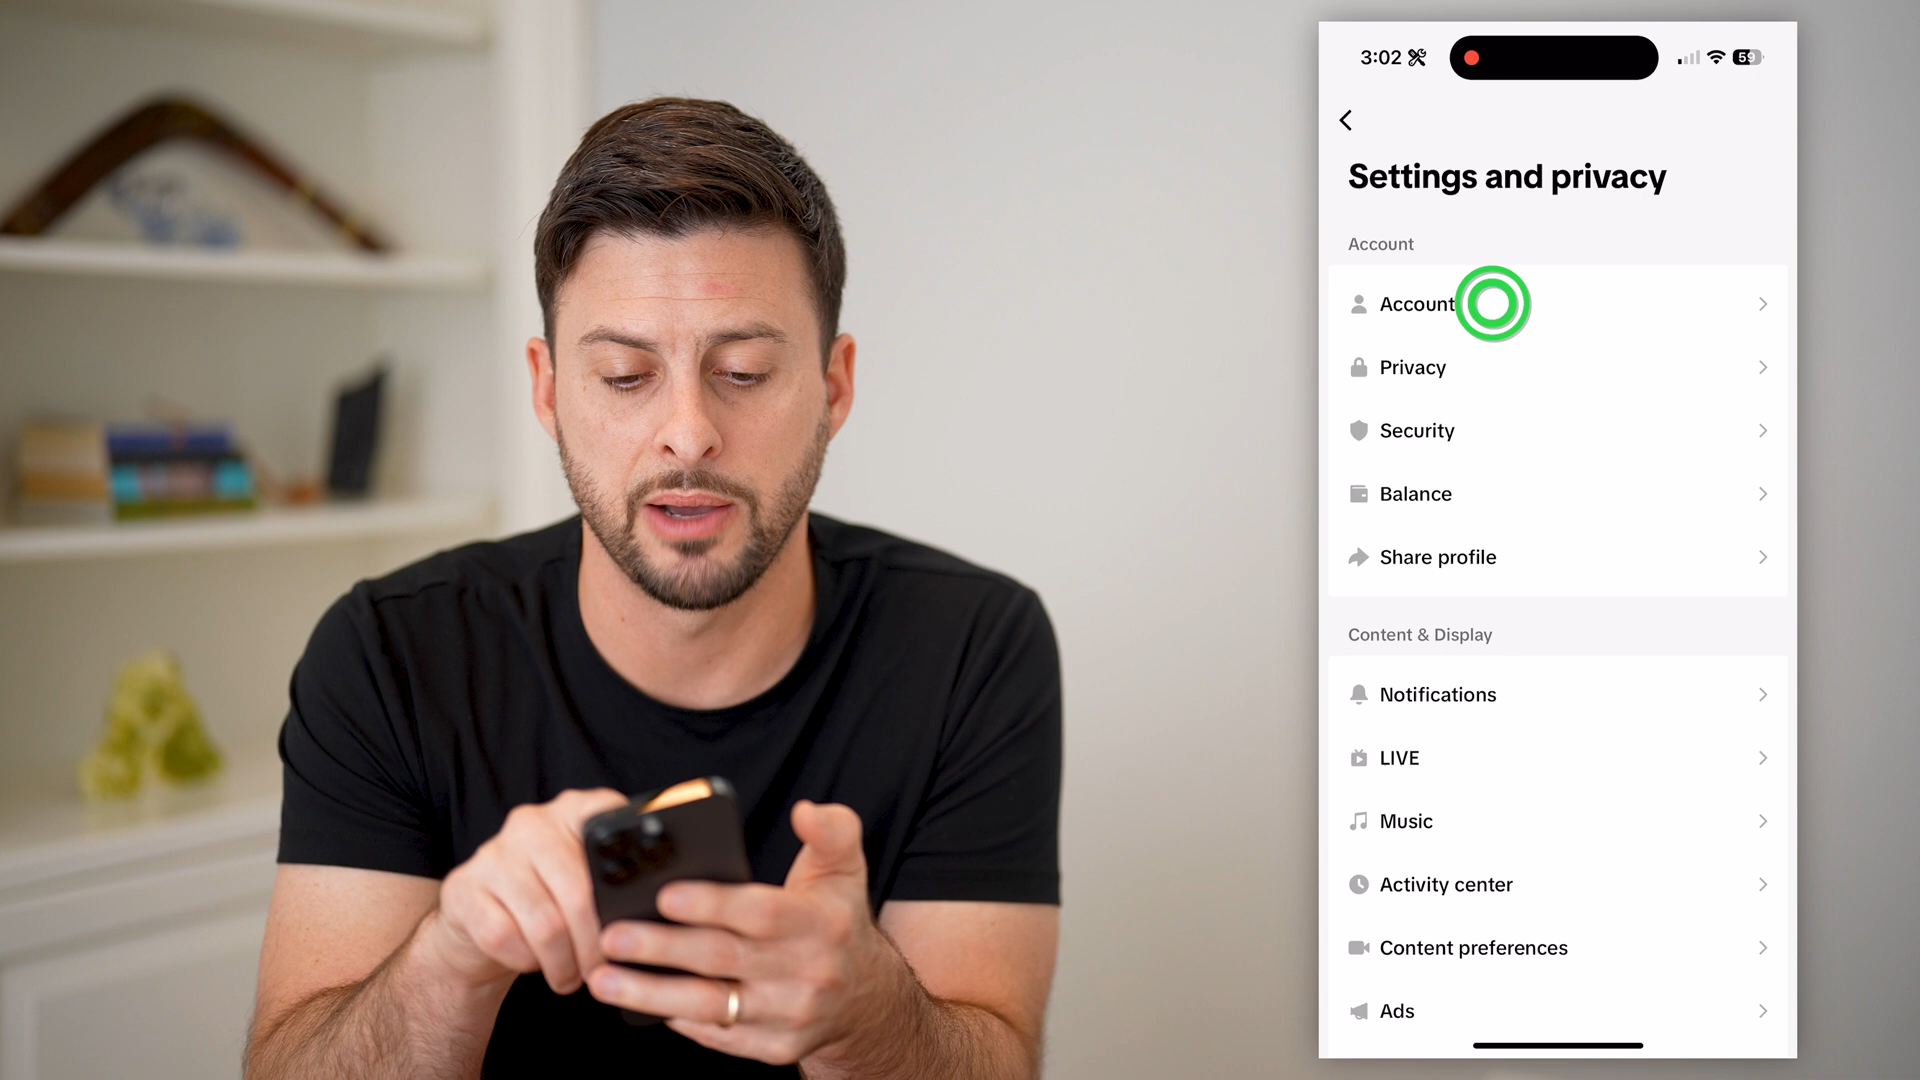 3:02
59
Settings and privacy
Account
Account
Privacy
Security
Balance
Share profile
Content & Display
Notifications
LIVE
Music
Activity center
Content preferences
Ads